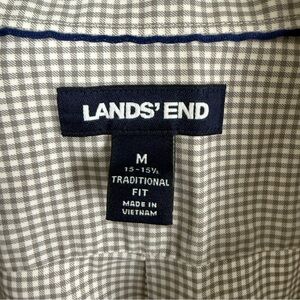 LANDS' END
M
15-15½
TRADITIONAL
FIT
MADE IN
VIETNAM